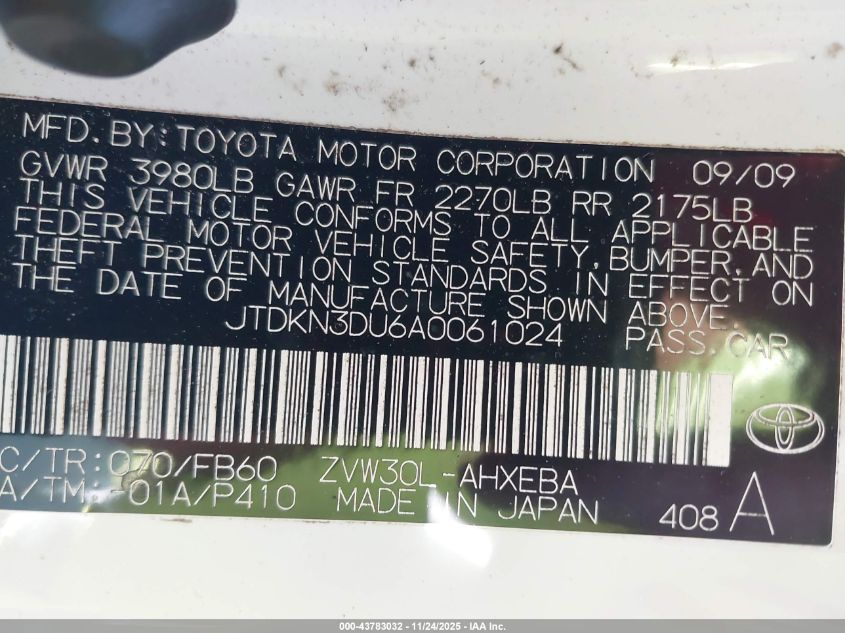 MFD. BY: TOYOTA MOTOR CORPORATION 09/09
GVWR 3980LB GAWR FR 2270LB RR 2175LB
THIS VEHICLE CONFORMS TO ALL APPLICABLE
FEDERAL MOTOR VEHICLE SAFETY, BUMPER, AND
THEFT PREVENTION STANDARDS IN EFFECT ON
THE DATE OF MANUFACTURE SHOWN ABOVE.
JTDKN3DU6A0061024 PASS. CAR
C/TR: 070/FB60 ZVW30L-AHXEBA
A/TM: -01A/P410 MADE IN JAPAN 408 A
000-43783032 - 11/24/2025 - IAA Inc.